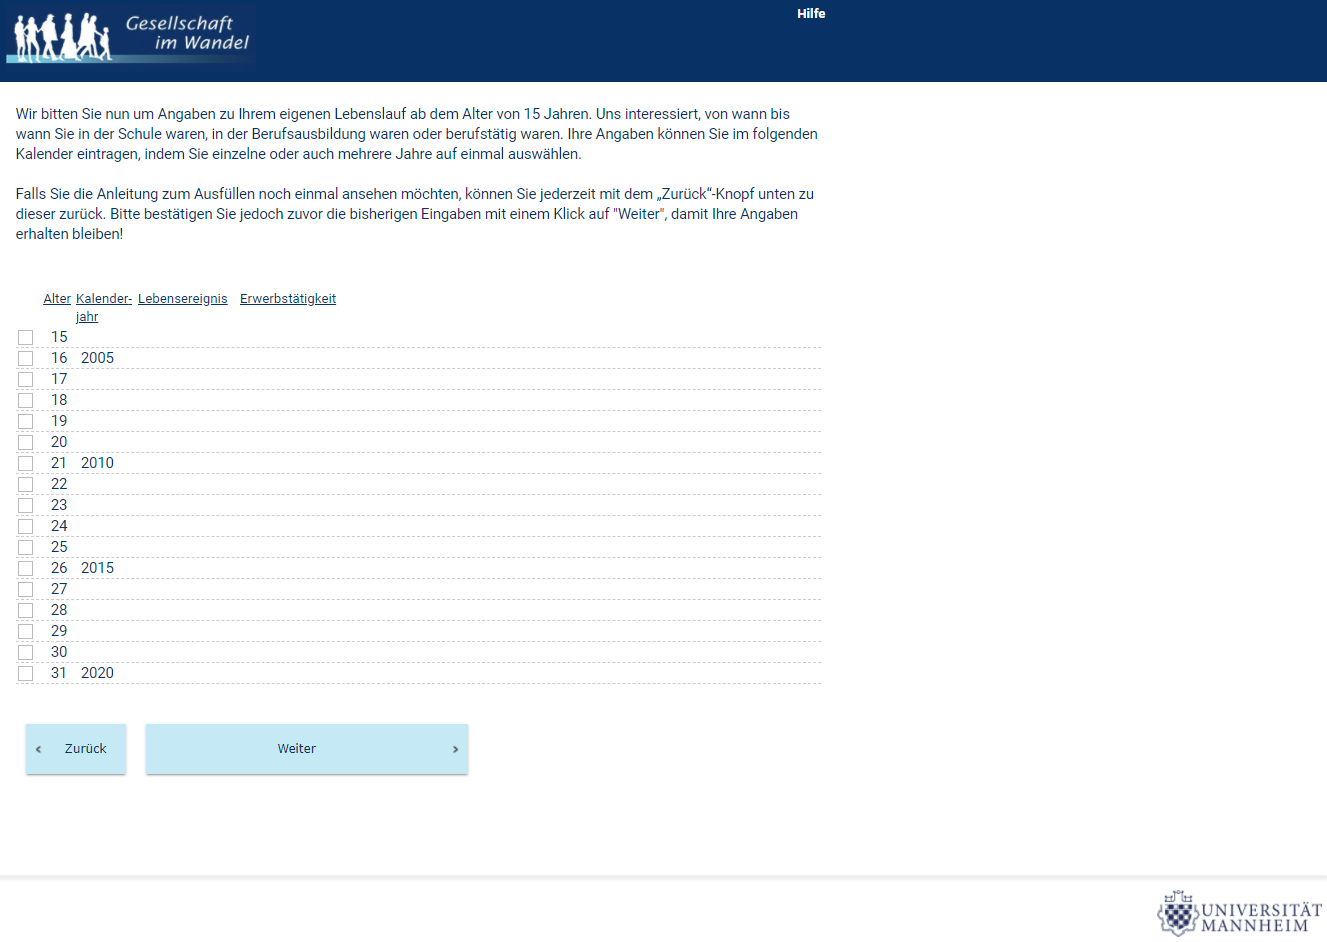 Gesellschaft
im Wandel
Hilfe
Wir bitten Sie nun um Angaben zu Ihrem eigenen Lebenslauf ab dem Alter von 15 Jahren. Uns interessiert, von wann bis
wann Sie in der Schule waren, in der Berufsausbildung waren oder berufstätig waren. Ihre Angaben können Sie im folgenden
Kalender eintragen, indem Sie einzelne oder auch mehrere Jahre auf einmal auswählen.
Falls Sie die Anleitung zum Ausfüllen noch einmal ansehen möchten, können Sie jederzeit mit dem „Zurück“-Knopf unten zu
dieser zurück. Bitte bestätigen Sie jedoch zuvor die bisherigen Eingaben mit einem Klick auf "Weiter", damit Ihre Angaben
erhalten bleiben!
Alter Kalender- Lebensereignis Erwerbstätigkeit
jahr
15
16 2005
17
18
19
20
21 2010
22
23
24
25
26 2015
27
28
29
30
31 2020
‹ Zurück
Weiter ›
UNIVERSITÄT
MANNHEIM